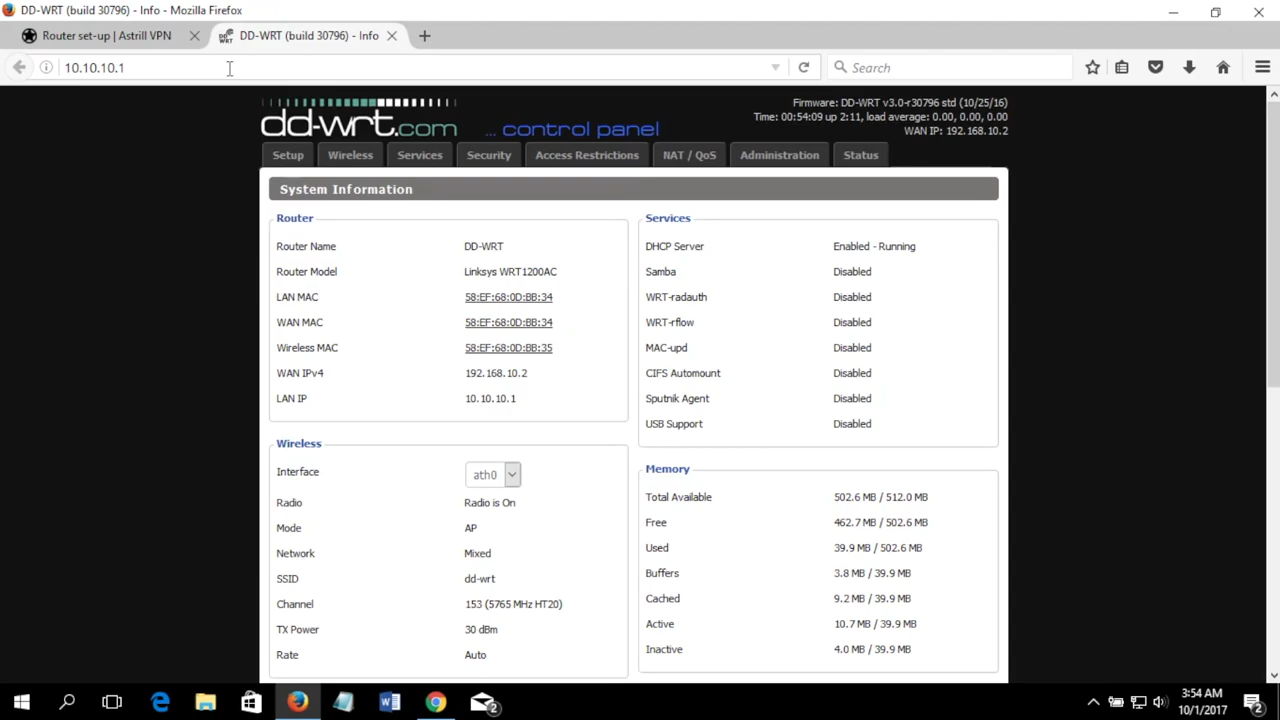 DD-WRT (build 30796) - Info - Mozilla Firefox
Router set-up | Astrill VPN
DD-WRT (build 30796) - Info
10.10.10.1
Search
dd-wrt.com ... control panel
Firmware: DD-WRT v3.0-r30796 std (10/25/16)
Time: 00:54:09 up 2:11, load average: 0.00, 0.00, 0.00
WAN IP: 192.168.10.2
Setup Wireless Services Security Access Restrictions NAT / QoS Administration Status
System Information
Router
Router Name DD-WRT
Router Model Linksys WRT1200AC
LAN MAC 58:EF:68:0D:BB:34
WAN MAC 58:EF:68:0D:BB:34
Wireless MAC 58:EF:68:0D:BB:35
WAN IPv4 192.168.10.2
LAN IP 10.10.10.1
Wireless
Interface ath0
Radio Radio is On
Mode AP
Network Mixed
SSID dd-wrt
Channel 153 (5765 MHz HT20)
TX Power 30 dBm
Rate Auto
Services
DHCP Server Enabled - Running
Samba Disabled
WRT-radauth Disabled
WRT-rflow Disabled
MAC-upd Disabled
CIFS Automount Disabled
Sputnik Agent Disabled
USB Support Disabled
Memory
Total Available 502.6 MB / 512.0 MB
Free 462.7 MB / 502.6 MB
Used 39.9 MB / 502.6 MB
Buffers 3.8 MB / 39.9 MB
Cached 9.2 MB / 39.9 MB
Active 10.7 MB / 39.9 MB
Inactive 4.0 MB / 39.9 MB
2
3:54 AM
10/1/2017
2